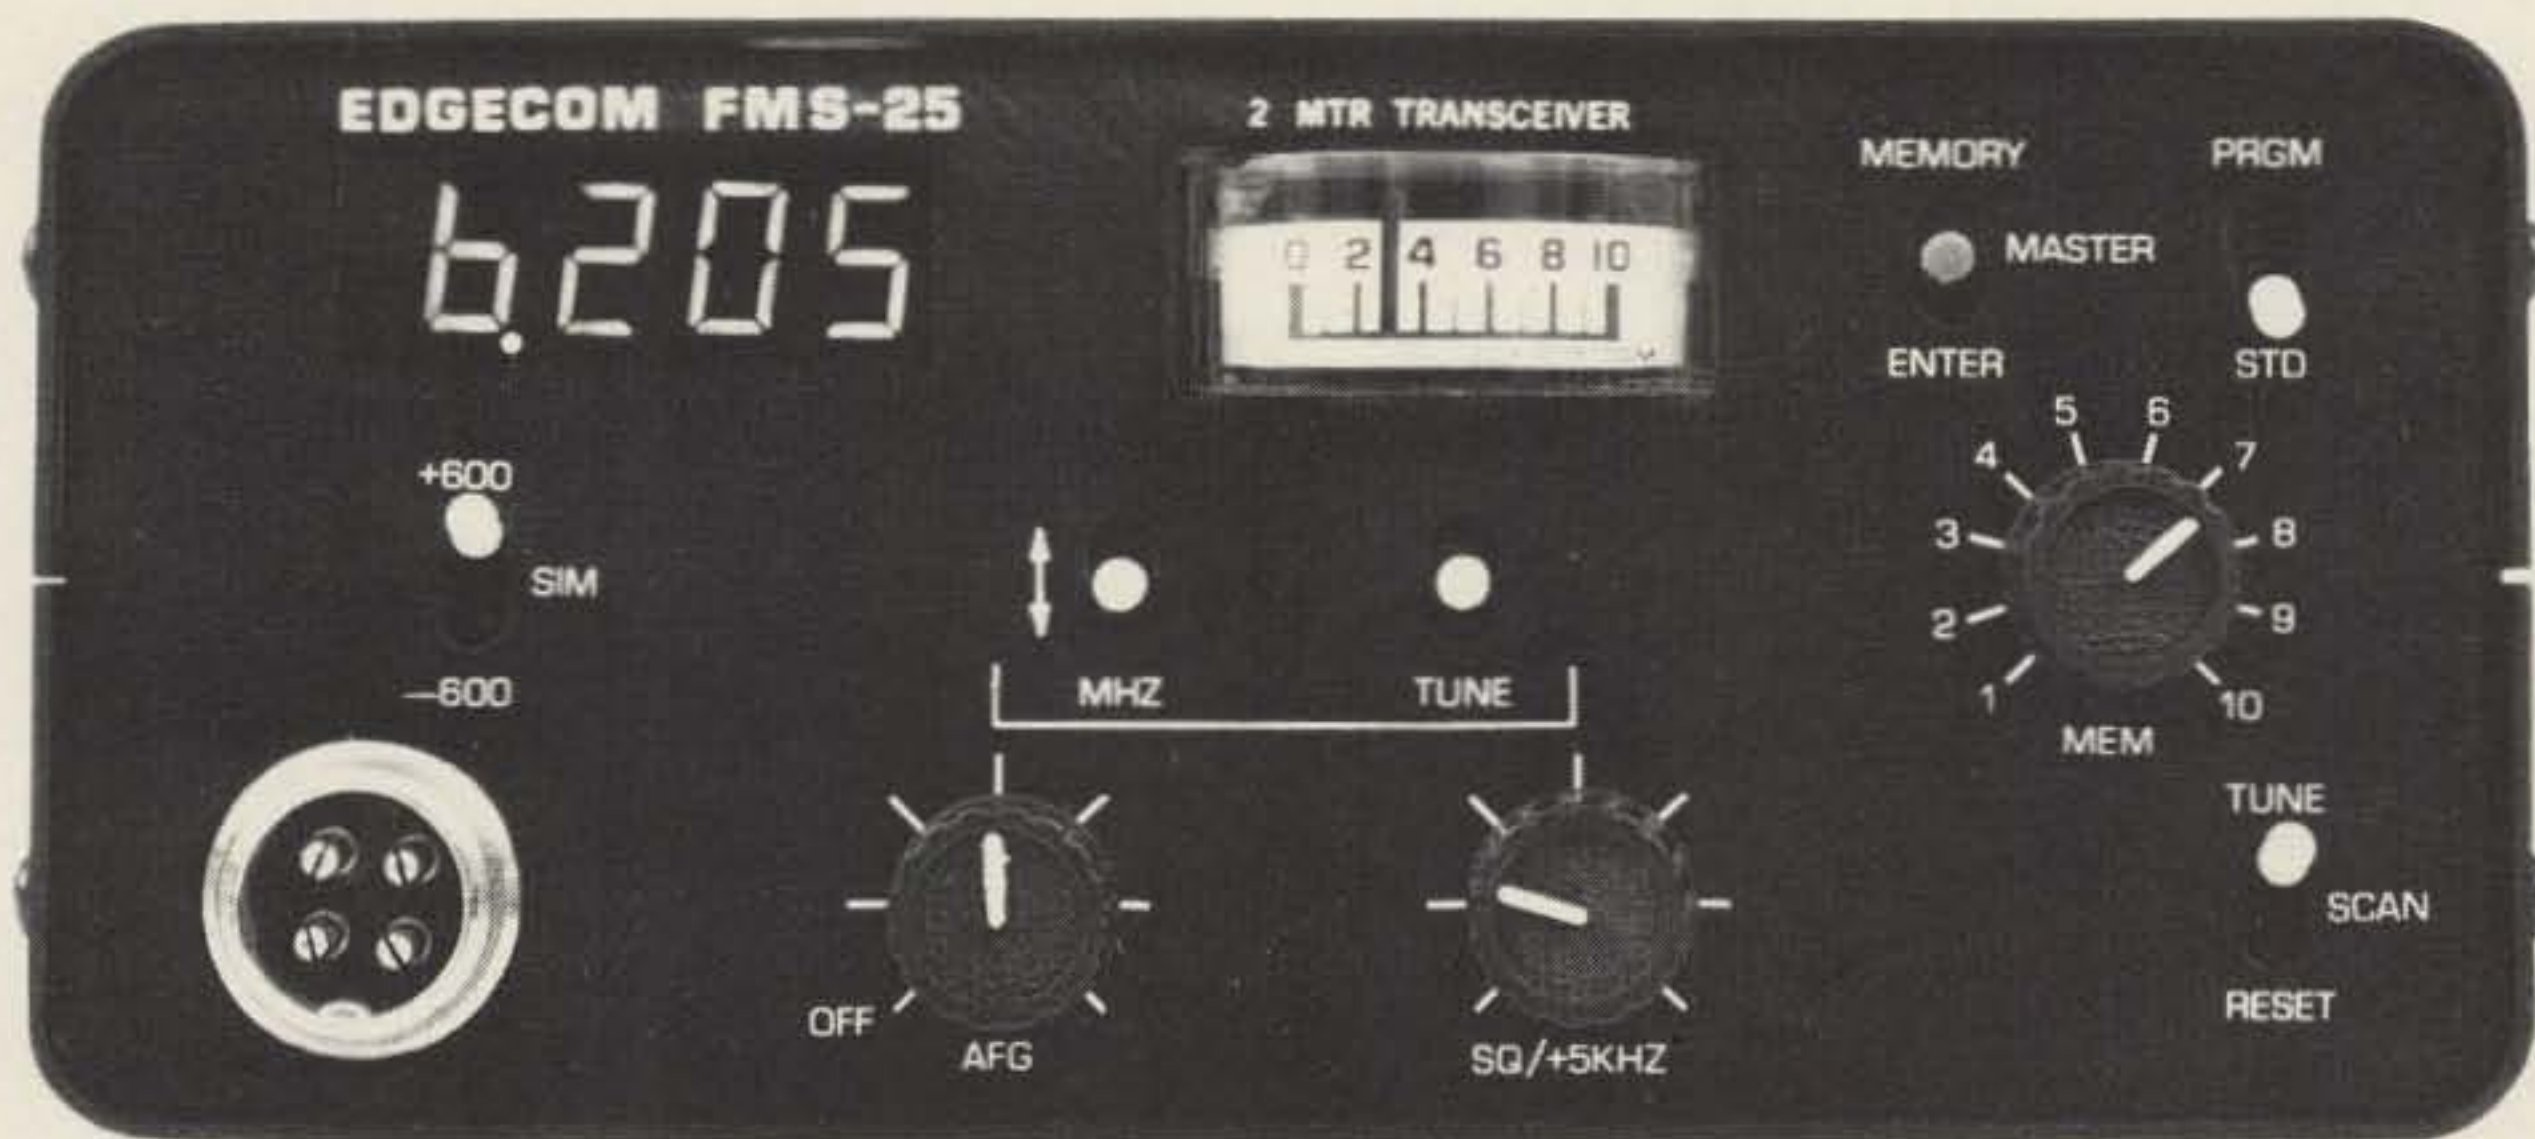 EDGECOM FMS-25
2 MTR TRANSCEIVER
MEMORY PRGM
6.205
0 2 4 6 8 10
MASTER
ENTER STD
+600
SIM
-600
MHZ TUNE
1 2 3 4 5 6 7 8 9 10
MEM
TUNE
SCAN
RESET
OFF
AFG
SQ/+5KHZ